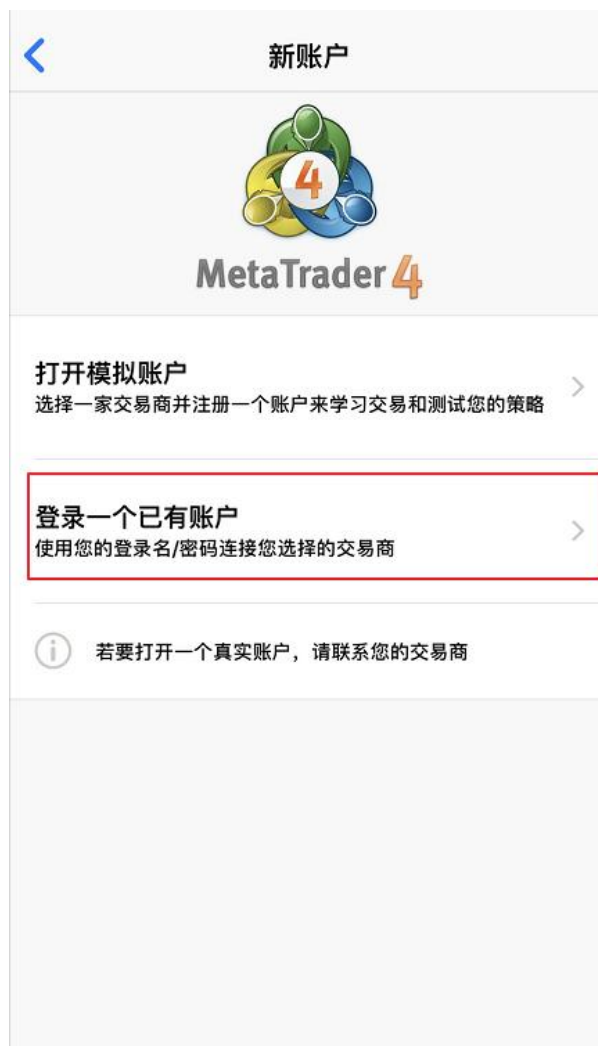 新账户
4
MetaTrader 4
打开模拟账户
选择一家交易商并注册一个账户来学习交易和测试您的策略
登录一个已有账户
使用您的登录名/密码连接您选择的交易商
若要打开一个真实账户，请联系您的交易商